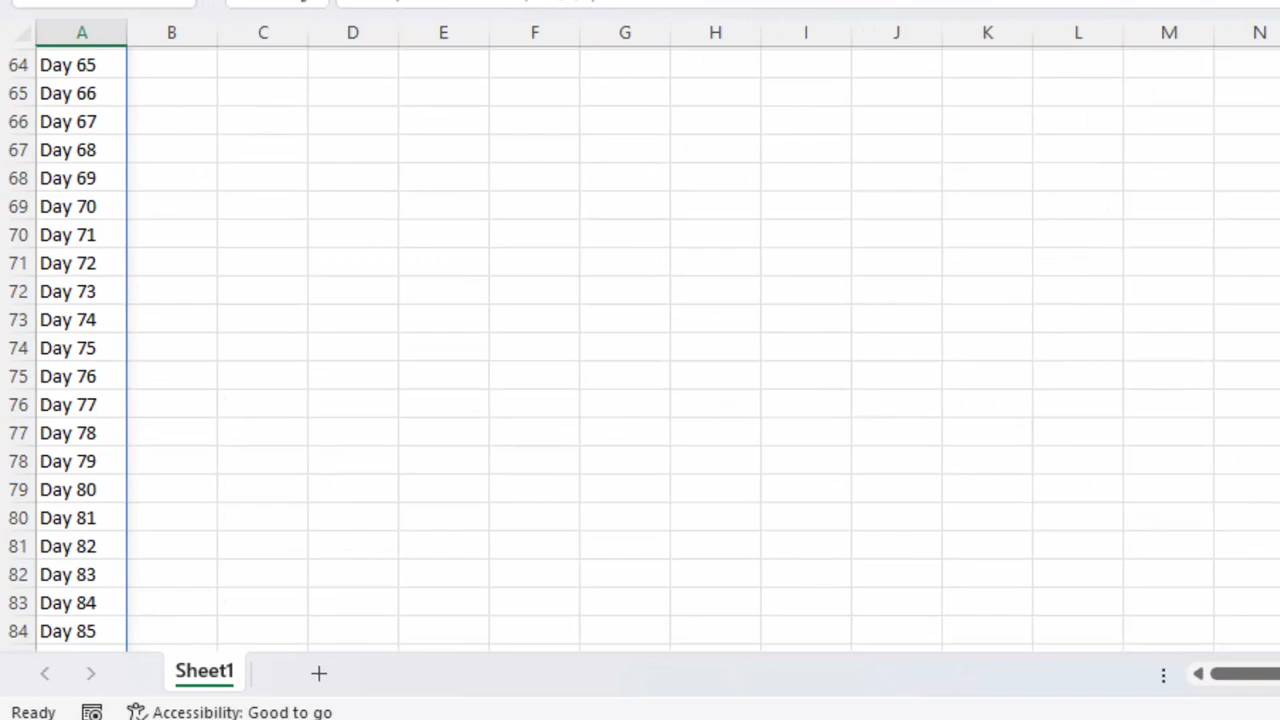 A B C D E F G H I J K L M N
64 Day 65
65 Day 66
66 Day 67
67 Day 68
68 Day 69
69 Day 70
70 Day 71
71 Day 72
72 Day 73
73 Day 74
74 Day 75
75 Day 76
76 Day 77
77 Day 78
78 Day 79
79 Day 80
80 Day 81
81 Day 82
82 Day 83
83 Day 84
84 Day 85
Sheet1
Ready Accessibility: Good to go